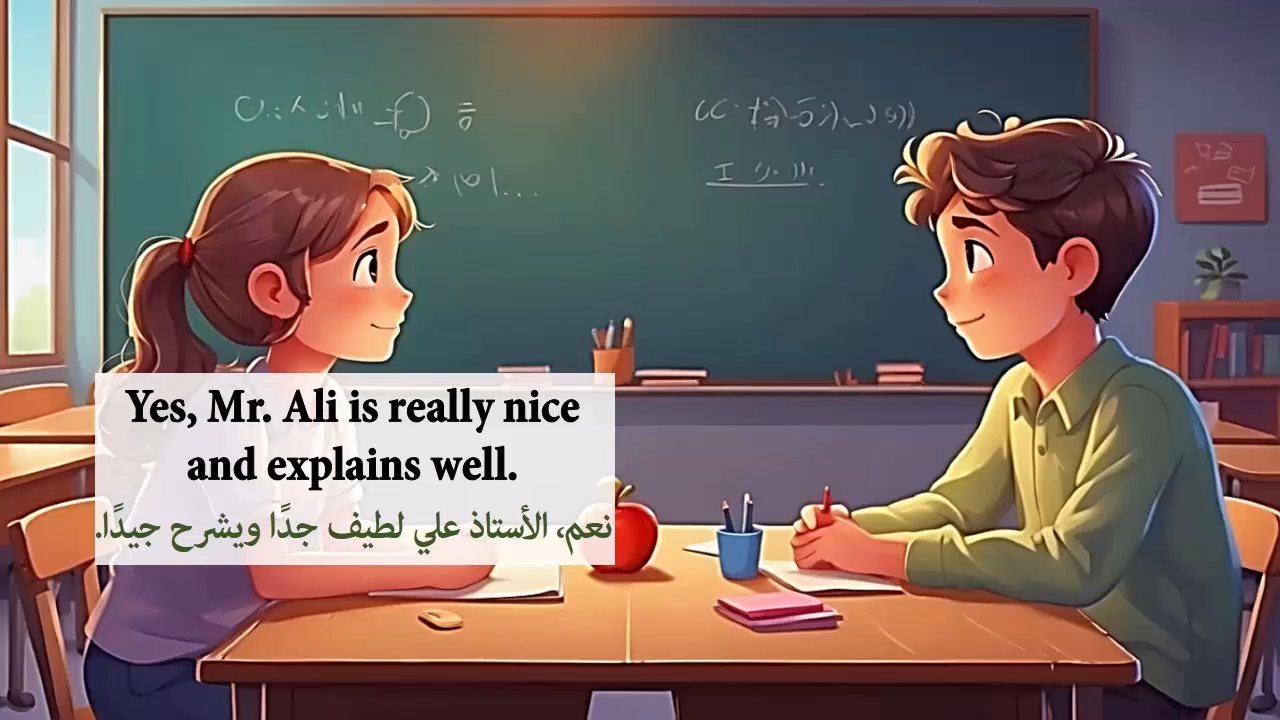 Yes, Mr. Ali is really nice
and explains well.
نعم، الأستاذ علي لطيف جدًا ويشرح جيدًا.